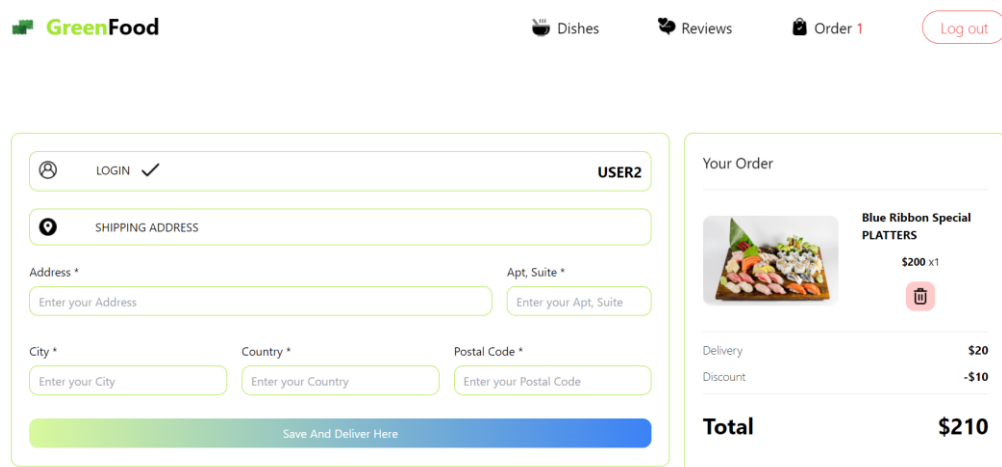 GreenFood
Dishes
Reviews
Order 1
Log out
LOGIN
USER2
SHIPPING ADDRESS
Address *
Apt, Suite *
Enter your Address
Enter your Apt, Suite
City *
Country *
Postal Code *
Enter your City
Enter your Country
Enter your Postal Code
Save And Deliver Here
Your Order
Blue Ribbon Special
PLATTERS
$200 x1
Delivery
$20
Discount
-$10
Total
$210